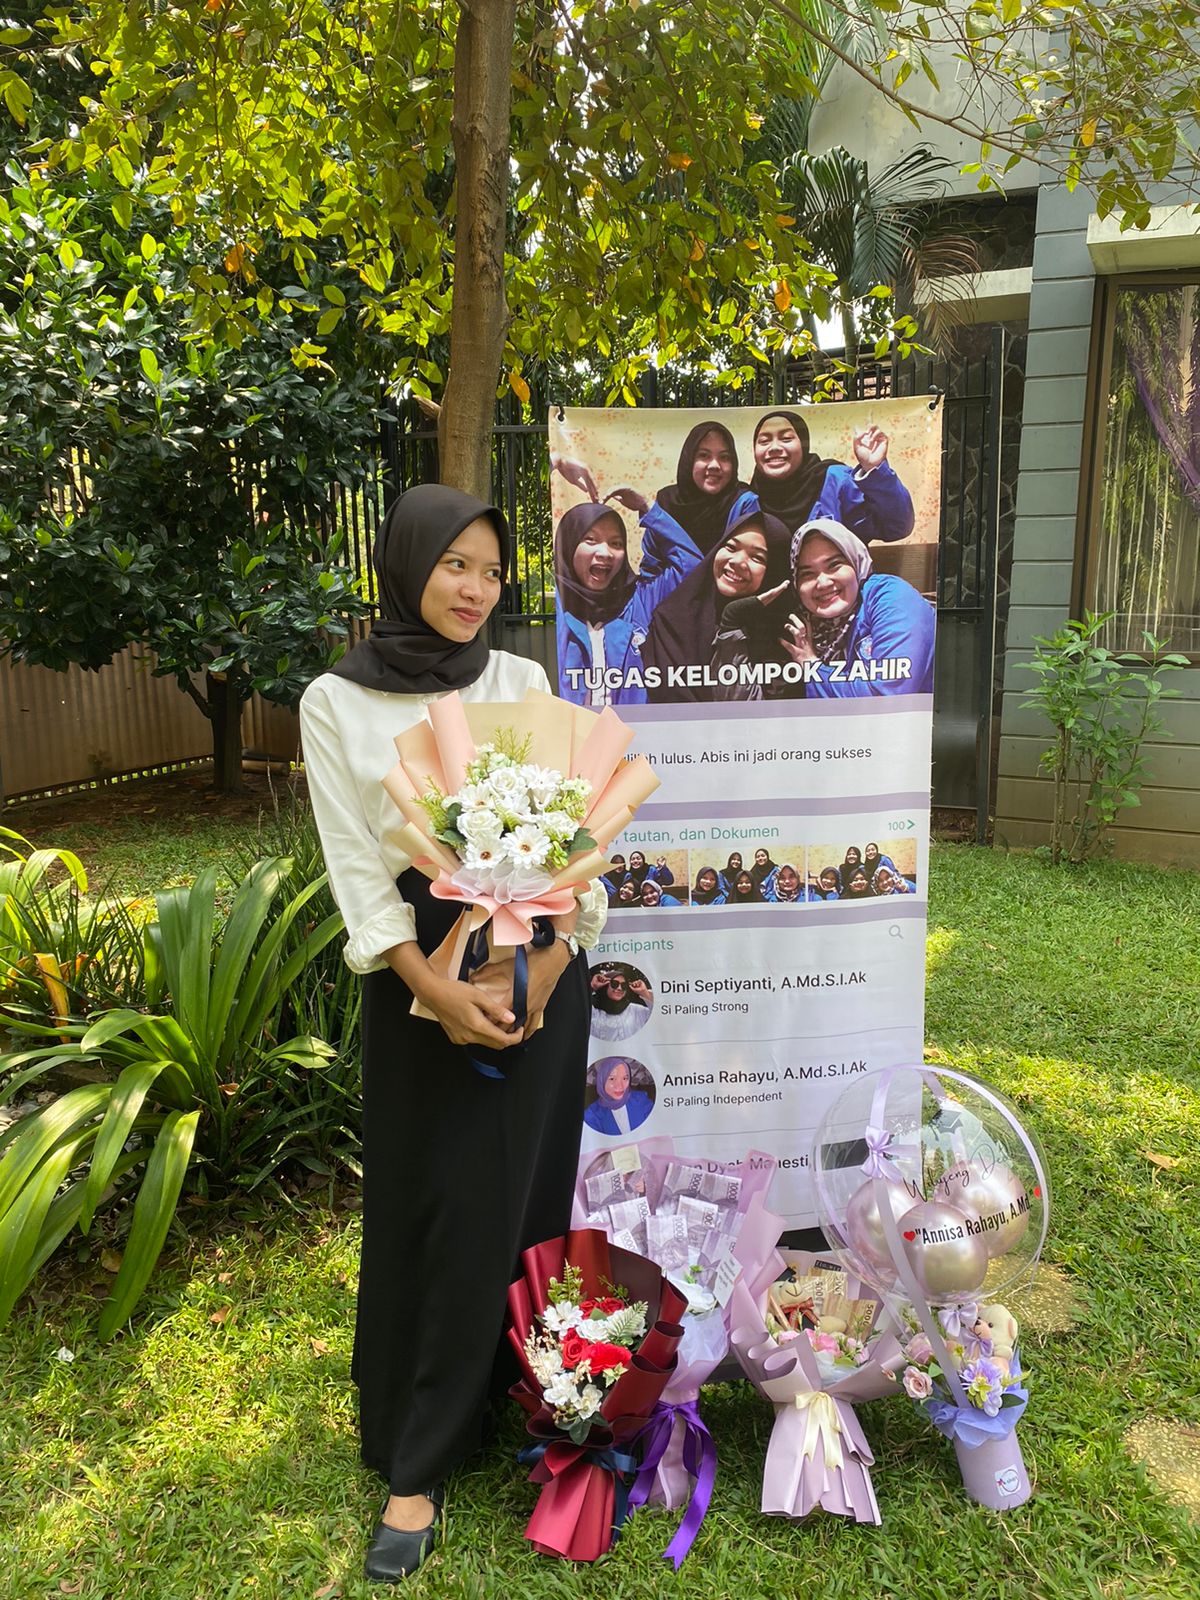 TUGAS KELOMPOK ZAHIR
lulus. Abis ini jadi orang sukses
tautan, dan Dokumen
100 >
Participants
Dini Septiyanti, A.Md.S.I.Ak
Si Paling Strong
Annisa Rahayu, A.Md.S.I.Ak
Si Paling Independent
Dyah
"Annisa Rahayu, A.Md.